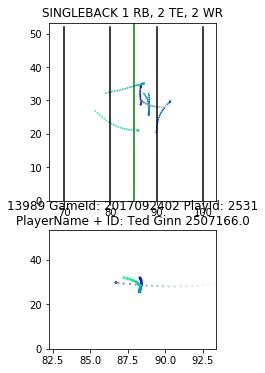 SINGLEBACK 1 RB, 2 TE, 2 WR
50
40
30
20
10
0
70 80 90 100
13989 GameId: 2017092402 PlayId: 2531
PlayerName + ID: Ted Ginn 2507166.0
40
20
0
82.5 85.0 87.5 90.0 92.5